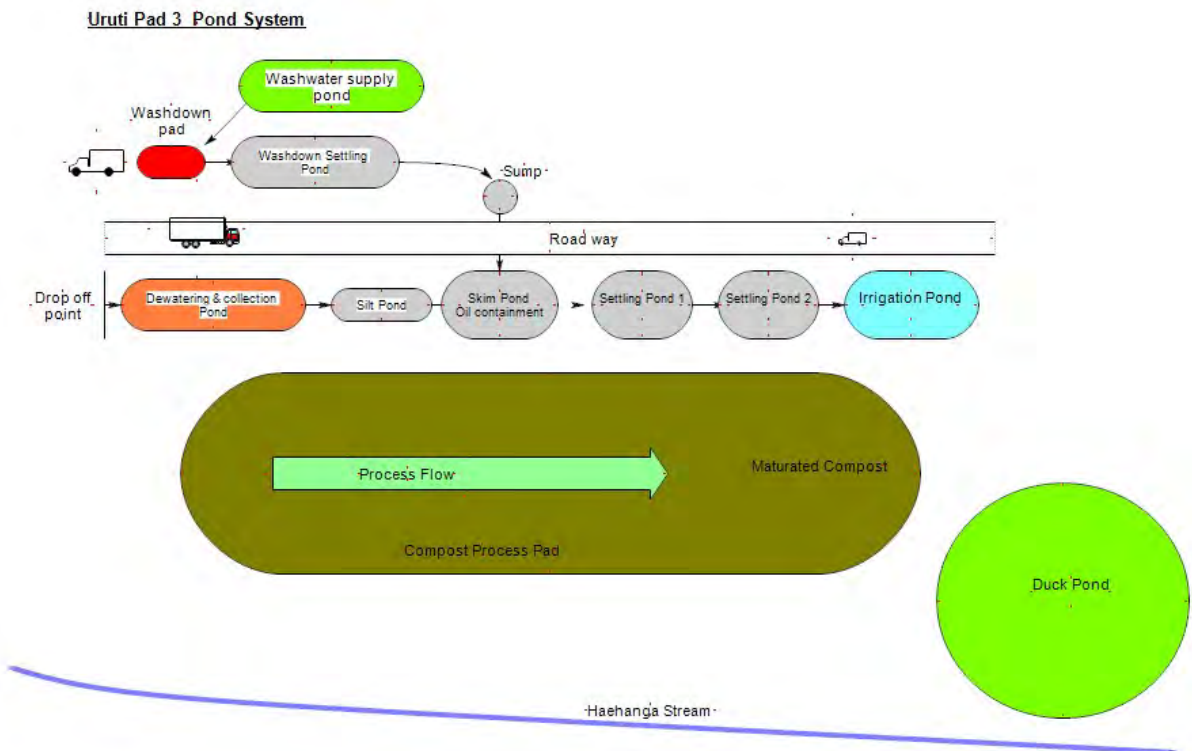 Uruti Pad 3 Pond System
Washwater supply
pond
Washdown
pad
Washdown Settling
Pond
Sump
Road way
Drop off
point
Dewatering & collection
Pond
Silt Pond
Skim Pond
Oil containment
Settling Pond 1
Settling Pond 2
Irrigation Pond
Process Flow
Maturated Compost
Compost Process Pad
Duck Pond
Haehanga Stream